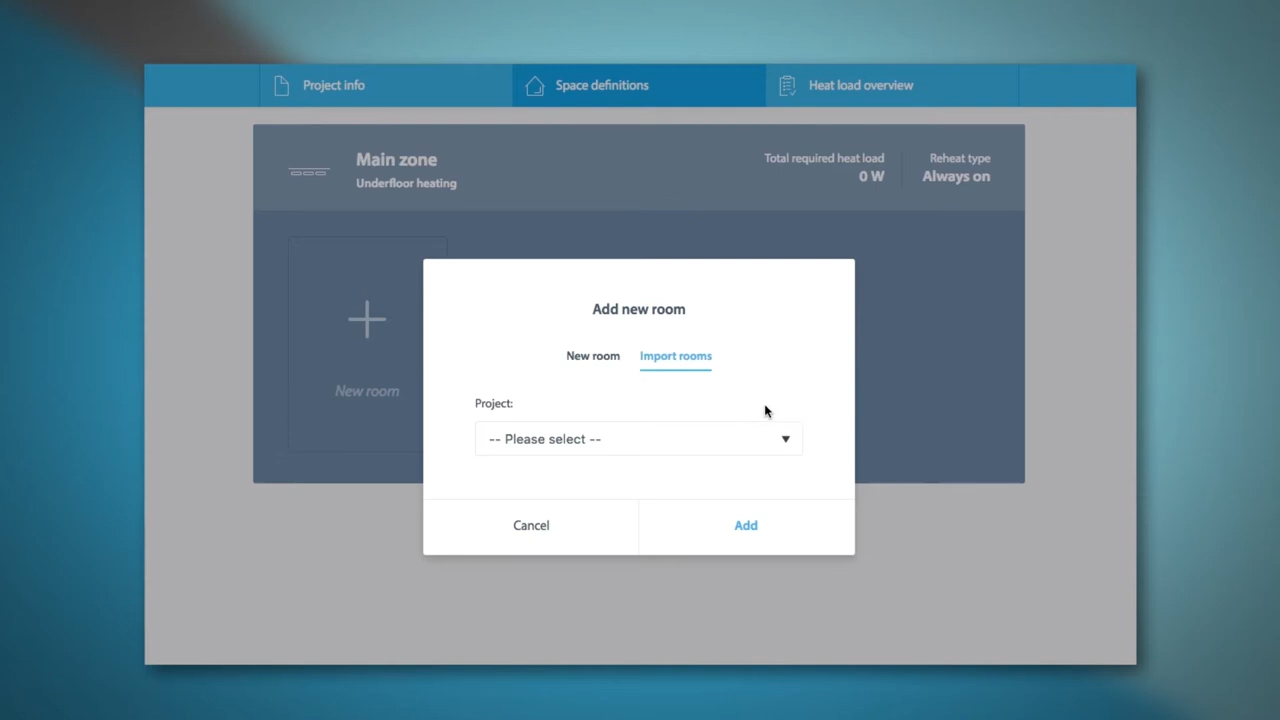 Project info
Space definitions
Heat load overview
Main zone
Underfloor heating
Total required heat load
0 W
Reheat type
Always on
New room
Add new room
New room
Import rooms
Project:
-- Please select --
Cancel
Add